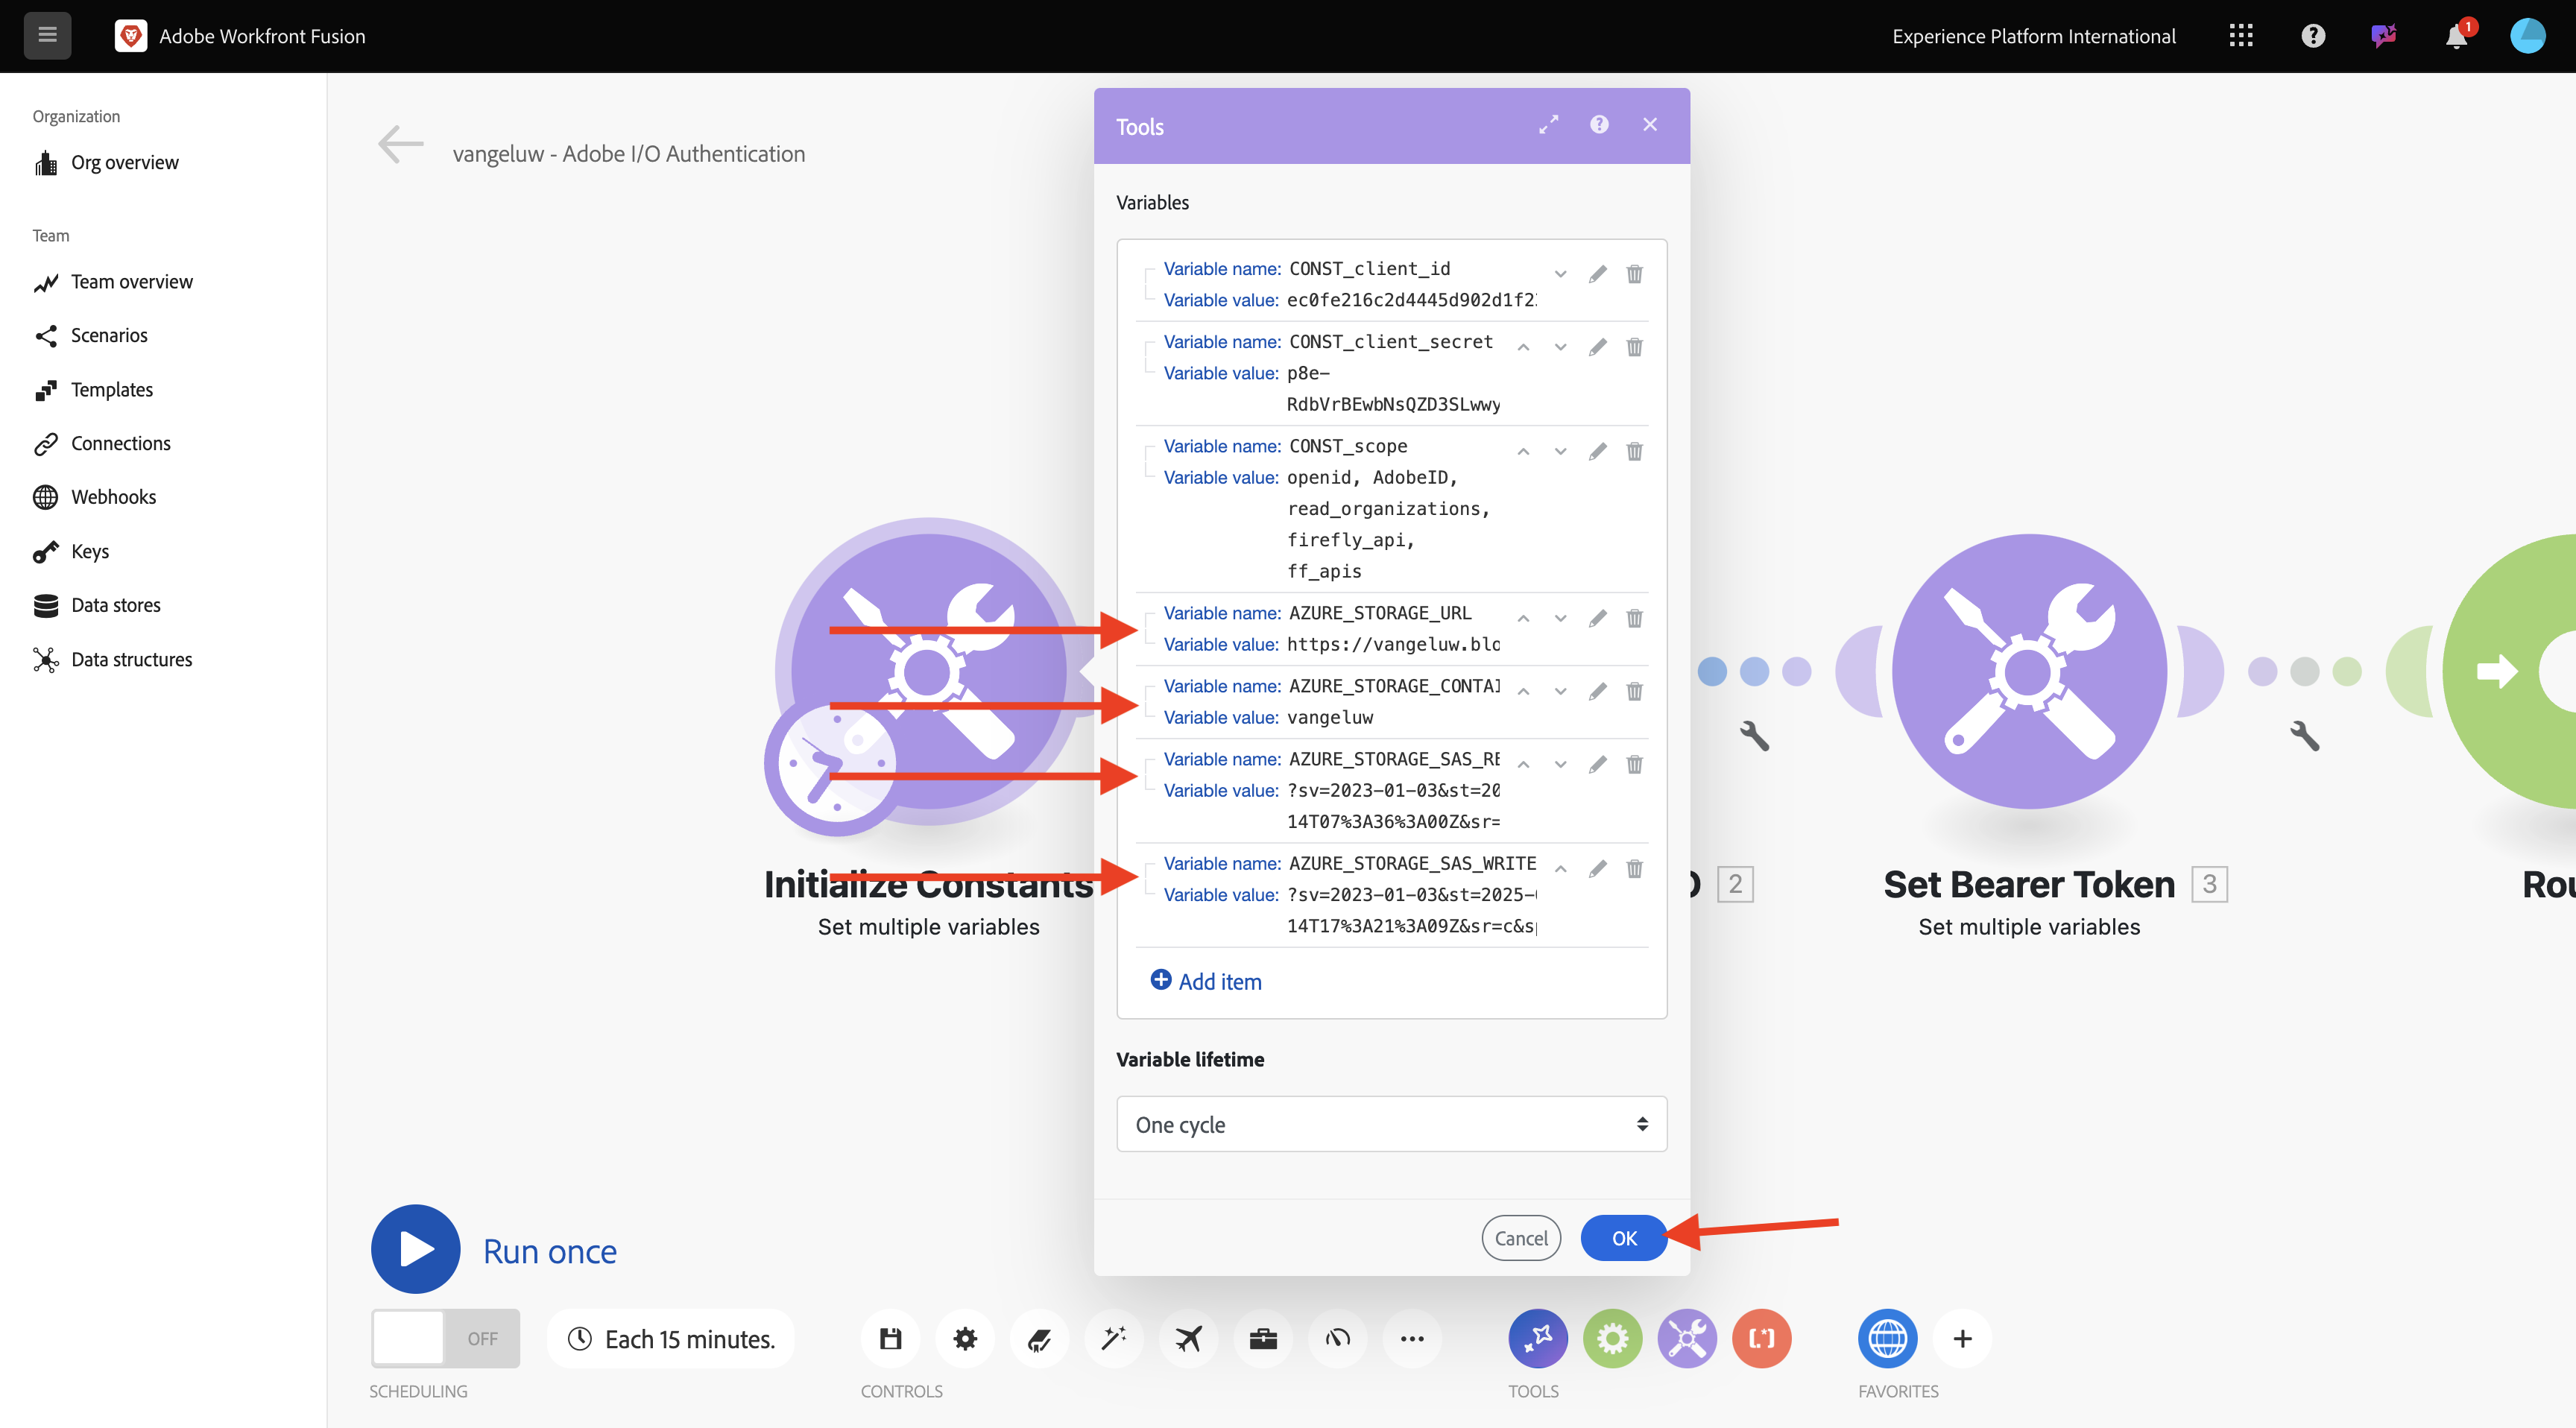 Adobe Workfront Fusion
Experience Platform International
1
Organization
Org overview
Team
Team overview
Scenarios
Templates
Connections
Webhooks
Keys
Data stores
Data structures
vangeluw - Adobe I/O Authentication
Tools
Variables
Variable name: CONST_client_id
Variable value: ec0fe216c2d4445d902d1f2
Variable name: CONST_client_secret
Variable value: p8e-
RdbVrBEwbNsQZD3SLwwy
Variable name: CONST_scope
Variable value: openid, AdobeID,
read_organizations,
firefly_api,
ff_apis
Variable name: AZURE_STORAGE_URL
Variable value: https://vangeluw.blo
Variable name: AZURE_STORAGE_CONTAI
Variable value: vangeluw
Variable name: AZURE_STORAGE_SAS_RE
Variable value: ?sv=2023-01-03&st=20
14T07%3A36%3A00Z&sr=
Variable name: AZURE_STORAGE_SAS_WRITE
Variable value: ?sv=2023-01-03&st=2025-
14T17%3A21%3A09Z&sr=c&s
Add item
Variable lifetime
One cycle
Cancel
OK
Initialize Constants
Set multiple variables
2
Set Bearer Token 3
Set multiple variables
Rou
Run once
OFF
Each 15 minutes.
SCHEDULING
CONTROLS
TOOLS
FAVORITES